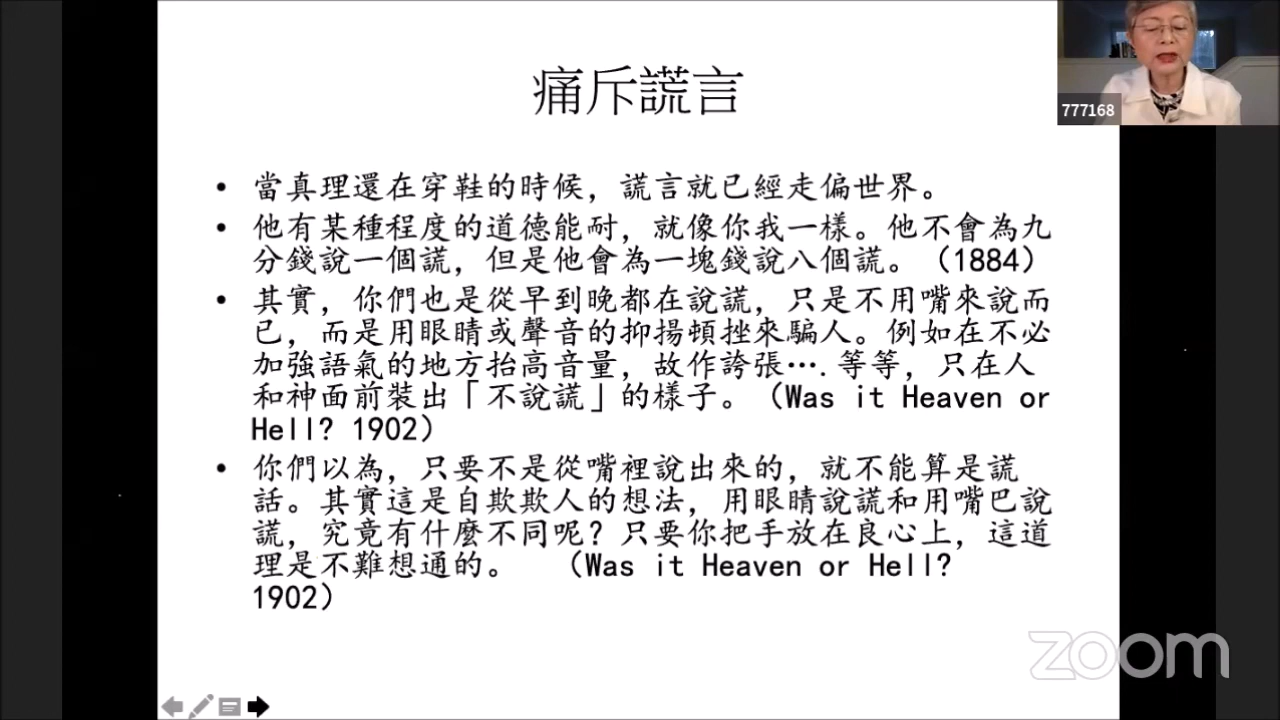 痛斥謊言
777168
• 當真理還在穿鞋的時候，謊言就已經走偏世界。
• 他有某種程度的道德能耐，就像你我一樣。他不會為九
分錢說一個謊，但是他會為一塊錢說八個謊。（1884）
• 其實，你們也是從早到晚都在說謊，只是不用嘴來說而
已，而是用眼睛或聲音的抑揚頓挫來騙人。例如在不必
加強語氣的地方抬高音量，故作誇張….等等，只在人
和神面前裝出「不說謊」的樣子。（Was it Heaven or
Hell? 1902）
• 你們以為，只要不是從嘴裡說出來的，就不能算是謊
話。其實這是自欺欺人的想法，用眼睛說謊和用嘴巴說
謊，究竟有什麼不同呢？只要你把手放在良心上，這道
理是不難想通的。 （Was it Heaven or Hell?
1902）
zoom